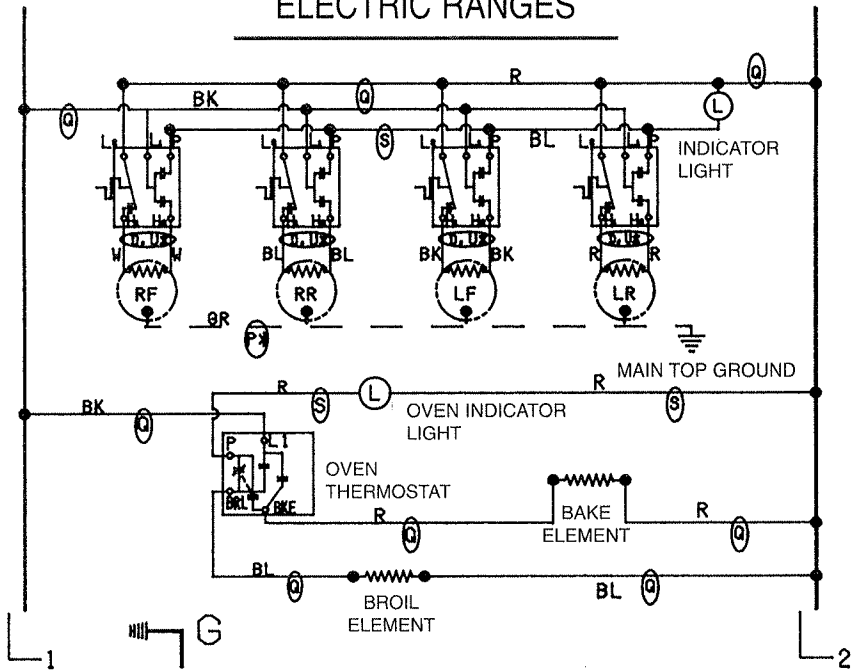 ELECTRIC RANGES
R
Q
BK
Q
Q
L
S
BL
INDICATOR
LIGHT
L
P
L
P
L
P
L
P
W
W
BL
BL
BK
BK
R
R
RF
RR
LF
LR
GR
MAIN TOP GROUND
R
S
L
R
S
OVEN INDICATOR
LIGHT
BK
Q
P
L1
BRL
BKE
OVEN
THERMOSTAT
R
Q
BAKE
ELEMENT
R
Q
BL
Q
BROIL
ELEMENT
BL
Q
G
1
2